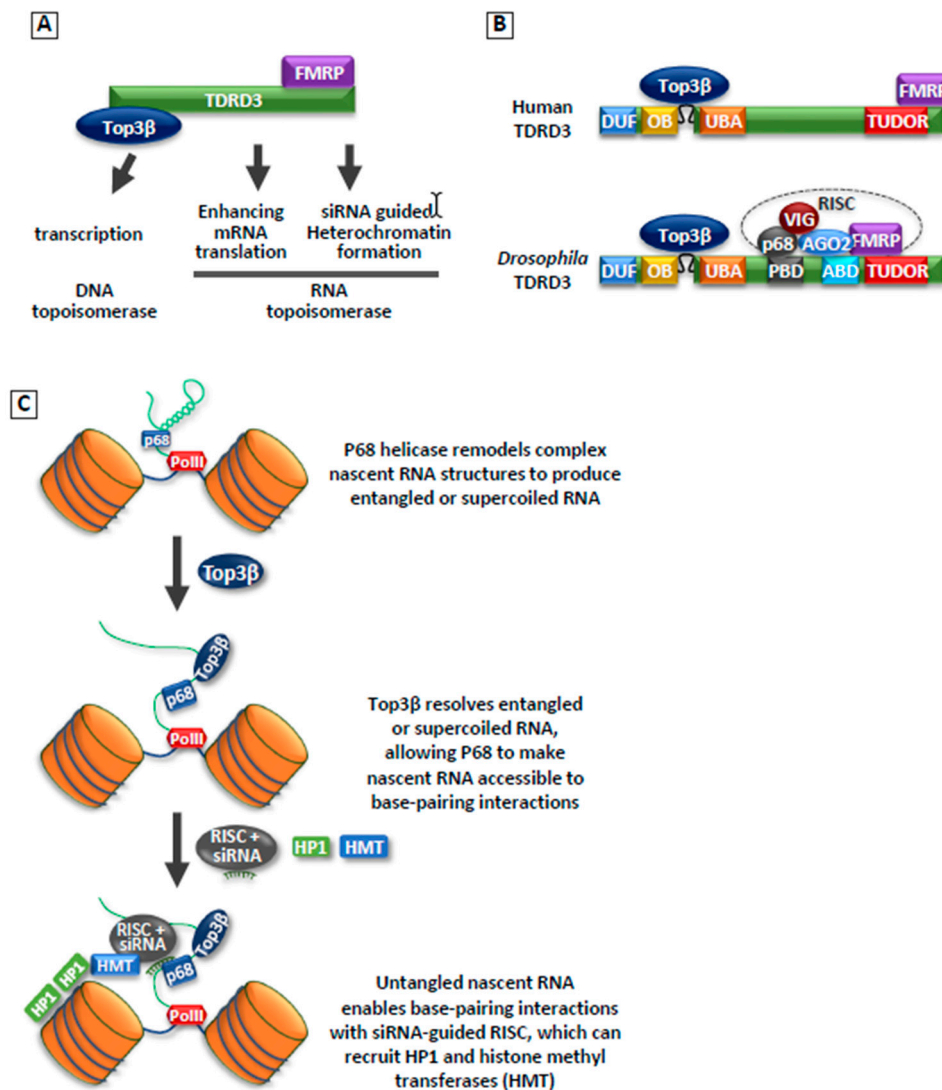 A
FMRP
TDRD3
Top3β
transcription
Enhancing
mRNA
translation
siRNA guided
Heterochromatin
formation
DNA
topoisomerase
RNA
topoisomerase
B
Top3β
FMRP
Human
TDRD3
DUF OB UBA TUDOR
RISC
VIG
Top3β
p68 AGO2 FMRP
Drosophila
TDRD3
DUF OB UBA PBD ABD TUDOR
C
p68
PolII
P68 helicase remodels complex
nascent RNA structures to produce
entangled or supercoiled RNA
Top3β
Top3β
p68
PolII
Top3β resolves entangled
or supercoiled RNA,
allowing P68 to make
nascent RNA accessible to
base-pairing interactions
RISC +
siRNA
HP1 HMT
RISC +
siRNA
Top3β
HMT
p68
HP1 HP1
PolII
Untangled nascent RNA
enables base-pairing interactions
with siRNA-guided RISC, which can
recruit HP1 and histone methyl
transferases (HMT)